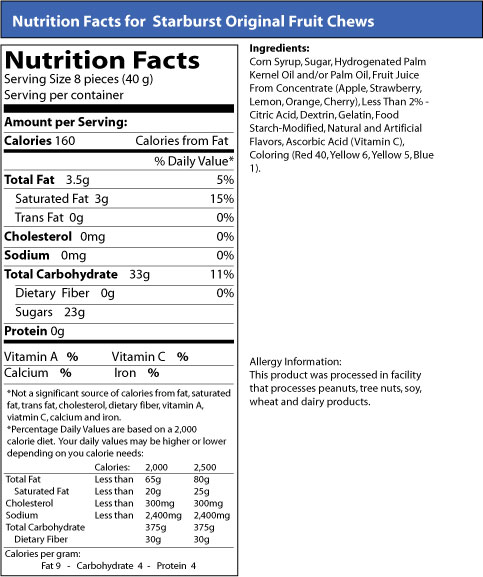 Nutrition Facts for Starburst Original Fruit Chews
Nutrition Facts
Serving Size 8 pieces (40 g)
Serving per container
Amount per Serving:
Calories 160 Calories from Fat
% Daily Value*
Total Fat 3.5g 5%
Saturated Fat 3g 15%
Trans Fat 0g 0%
Cholesterol 0mg 0%
Sodium 0mg 0%
Total Carbohydrate 33g 11%
Dietary Fiber 0g 0%
Sugars 23g
Protein 0g
Vitamin A % Vitamin C %
Calcium % Iron %
*Not a significant source of calories from fat, saturated
fat, trans fat, cholesterol, dietary fiber, vitamin A,
viatmin C, calcium and iron.
*Percentage Daily Values are based on a 2,000
calorie diet. Your daily values may be higher or lower
depending on you calorie needs:
Calories: 2,000 2,500
Total Fat Less than 65g 80g
Saturated Fat Less than 20g 25g
Cholesterol Less than 300mg 300mg
Sodium Less than 2,400mg 2,400mg
Total Carbohydrate 375g 375g
Dietary Fiber 30g 30g
Calories per gram:
Fat 9 - Carbohydrate 4 - Protein 4
Ingredients:
Corn Syrup, Sugar, Hydrogenated Palm
Kernel Oil and/or Palm Oil, Fruit Juice
From Concentrate (Apple, Strawberry,
Lemon, Orange, Cherry), Less Than 2% -
Citric Acid, Dextrin, Gelatin, Food
Starch-Modified, Natural and Artificial
Flavors, Ascorbic Acid (Vitamin C),
Coloring (Red 40, Yellow 6, Yellow 5, Blue
1).
Allergy Information:
This product was processed in facility
that processes peanuts, tree nuts, soy,
wheat and dairy products.